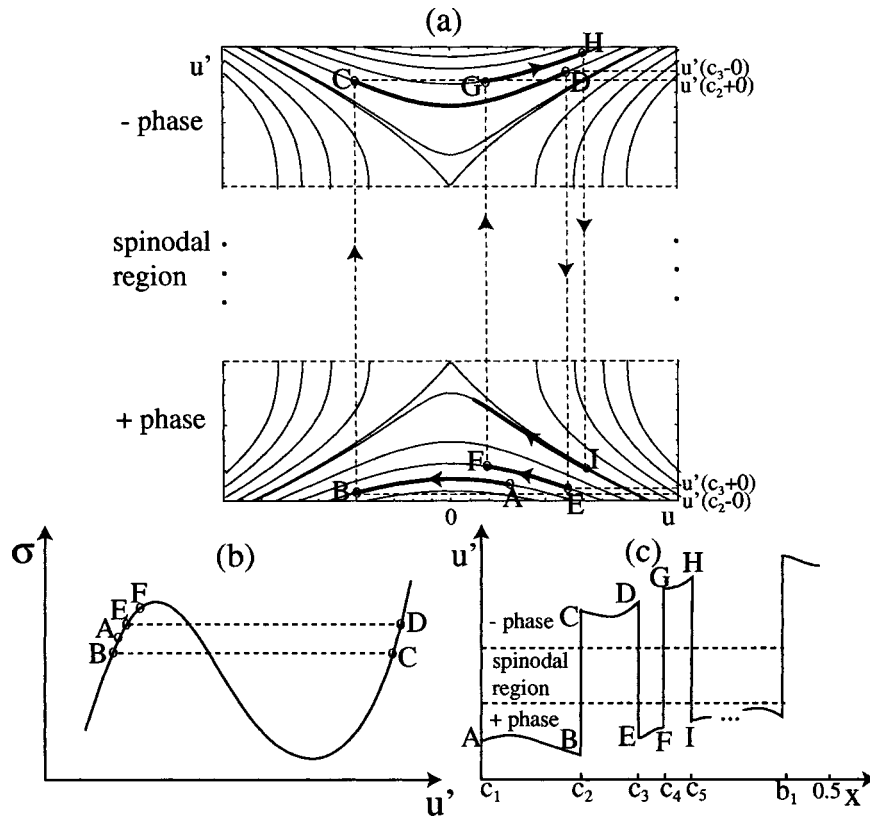 (a)
u'
- phase
C
G
H
D
u'(c₃-0)
u'(c₂+0)
spinodal
region
+ phase
F
I
B
A
E
u'(c₃+0)
u'(c₂-0)
0
u
(b)
σ
F
E
A
B
D
C
u'
(c)
u'
H
G
D
C
- phase
spinodal
region
+ phase
A
B
E
F
I
...
c₁
c₂
c₃
c₄
c₅
b₁
0.5
x